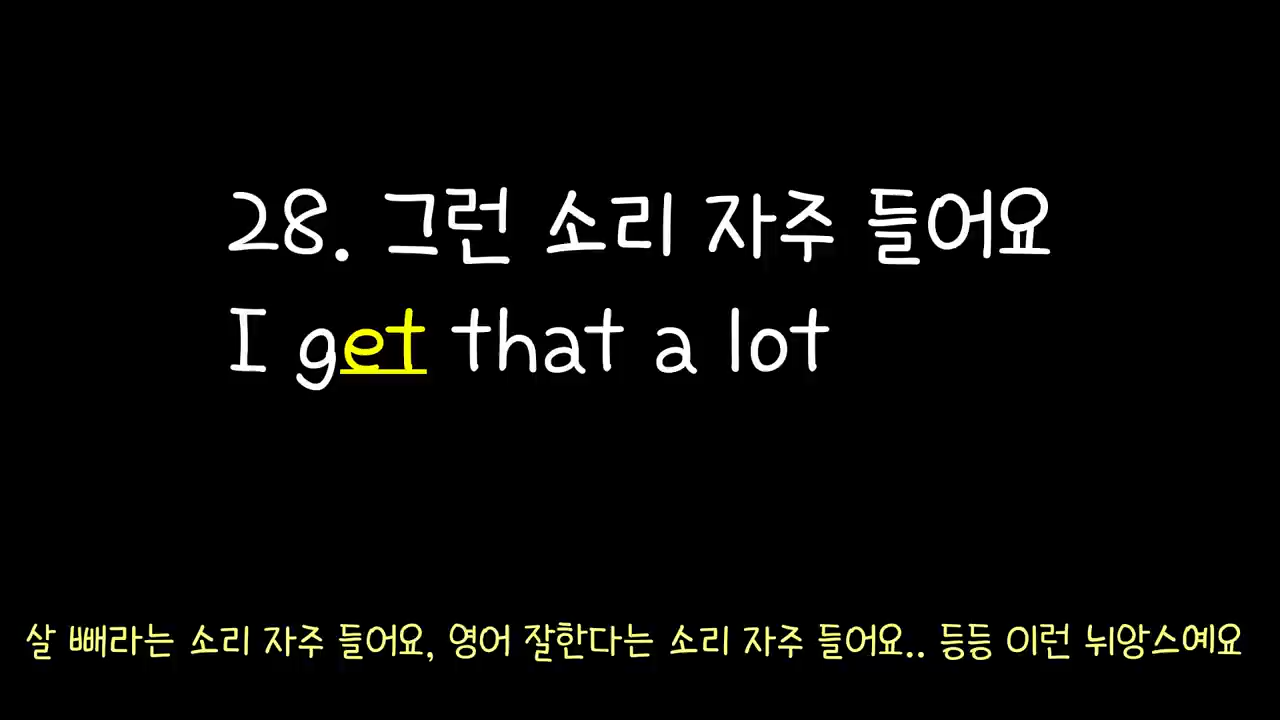 28. 그런 소리 자주 들어요
I get that a lot
살 빼라는 소리 자주 들어요, 영어 잘한다는 소리 자주 들어요.. 등등 이런 뉘앙스예요